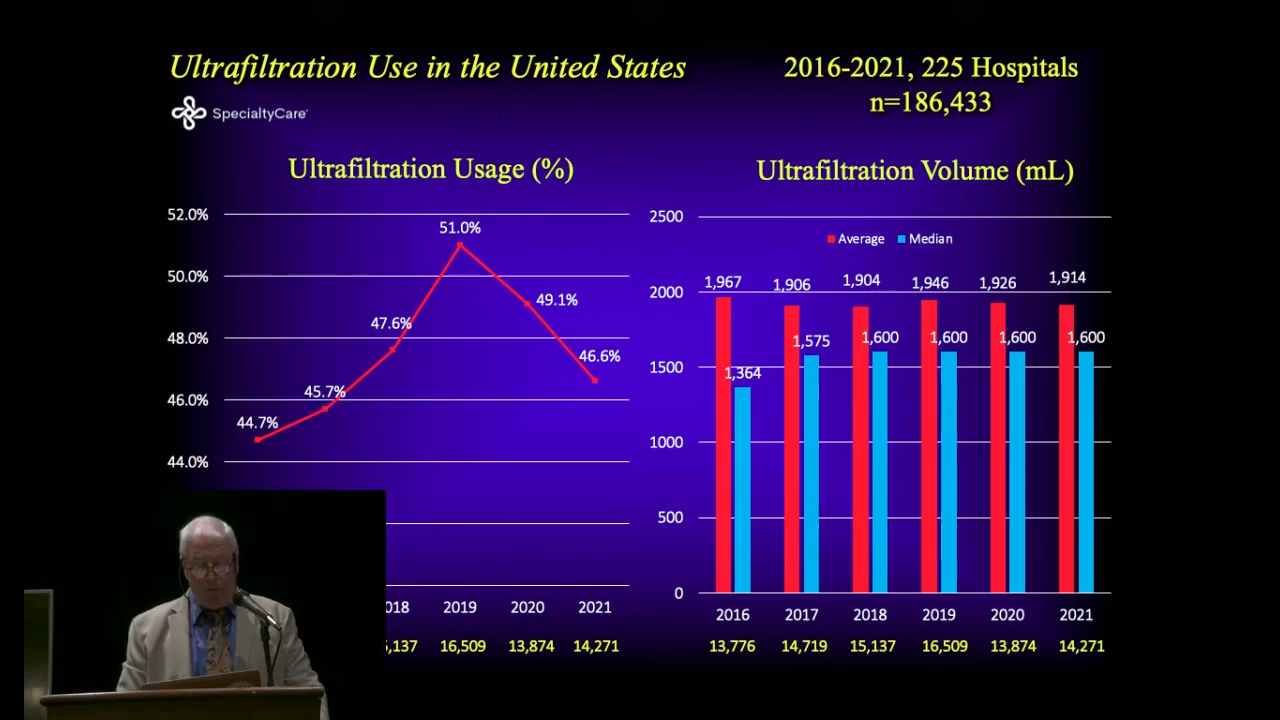 Ultrafiltration Use in the United States
2016-2021, 225 Hospitals
n=186,433
SpecialtyCare
Ultrafiltration Usage (%)
52.0%
50.0%
48.0%
46.0%
44.0%
44.7%
45.7%
47.6%
51.0%
49.1%
46.6%
018 2019 2020 2021
5,137 16,509 13,874 14,271
Ultrafiltration Volume (mL)
Average Median
2500
2000
1500
1000
500
0
1,967 1,906 1,904 1,946 1,926 1,914
1,364 1,575 1,600 1,600 1,600 1,600
2016 2017 2018 2019 2020 2021
13,776 14,719 15,137 16,509 13,874 14,271